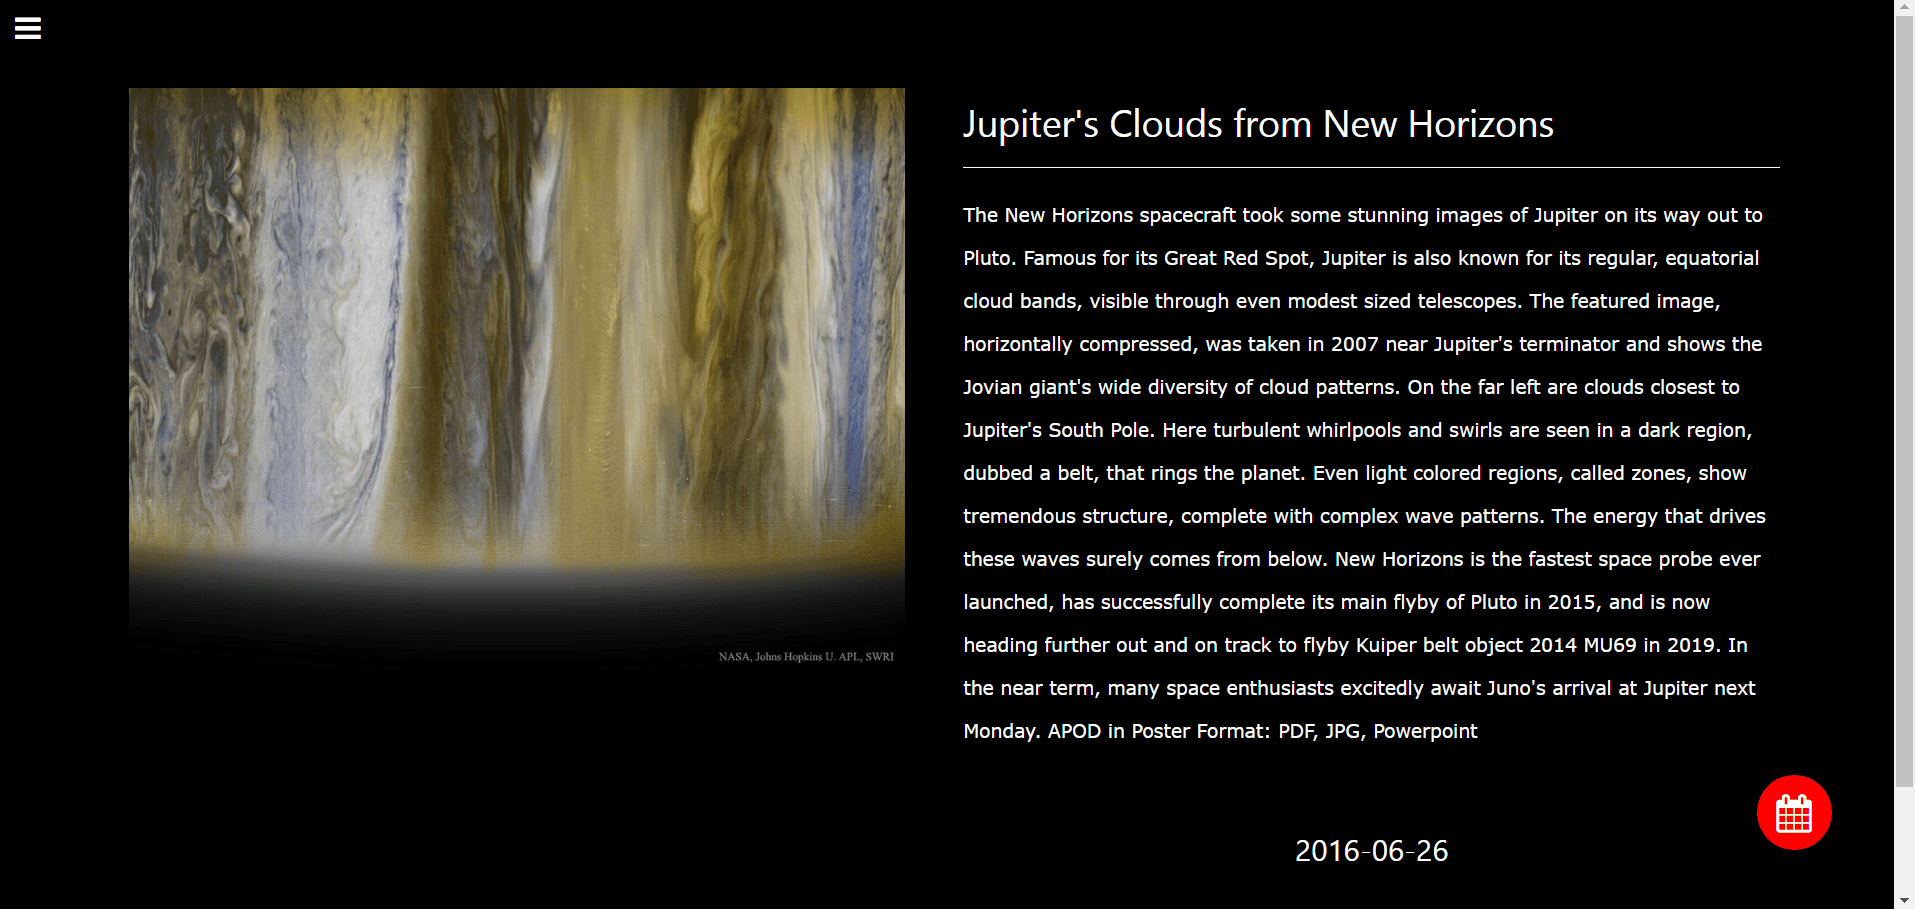 Jupiter's Clouds from New Horizons
The New Horizons spacecraft took some stunning images of Jupiter on its way out to
Pluto. Famous for its Great Red Spot, Jupiter is also known for its regular, equatorial
cloud bands, visible through even modest sized telescopes. The featured image,
horizontally compressed, was taken in 2007 near Jupiter's terminator and shows the
Jovian giant's wide diversity of cloud patterns. On the far left are clouds closest to
Jupiter's South Pole. Here turbulent whirlpools and swirls are seen in a dark region,
dubbed a belt, that rings the planet. Even light colored regions, called zones, show
tremendous structure, complete with complex wave patterns. The energy that drives
these waves surely comes from below. New Horizons is the fastest space probe ever
launched, has successfully complete its main flyby of Pluto in 2015, and is now
heading further out and on track to flyby Kuiper belt object 2014 MU69 in 2019. In
the near term, many space enthusiasts excitedly await Juno's arrival at Jupiter next
Monday. APOD in Poster Format: PDF, JPG, Powerpoint
NASA, Johns Hopkins U. APL, SWRI
2016-06-26